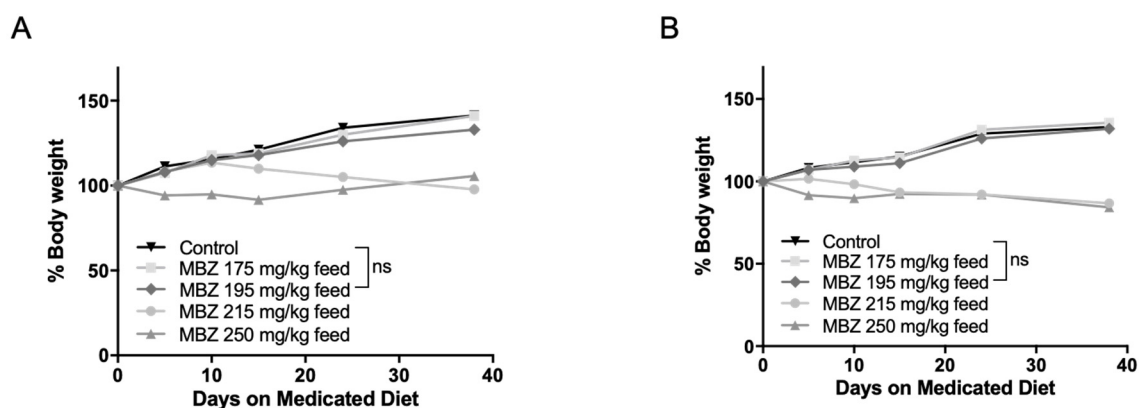 A
% Body weight
150
100
50
0
Control
MBZ 175 mg/kg feed
MBZ 195 mg/kg feed
MBZ 215 mg/kg feed
MBZ 250 mg/kg feed
ns
0 10 20 30 40
Days on Medicated Diet
B
% Body weight
150
100
50
0
Control
MBZ 175 mg/kg feed
MBZ 195 mg/kg feed
MBZ 215 mg/kg feed
MBZ 250 mg/kg feed
ns
0 10 20 30 40
Days on Medicated Diet